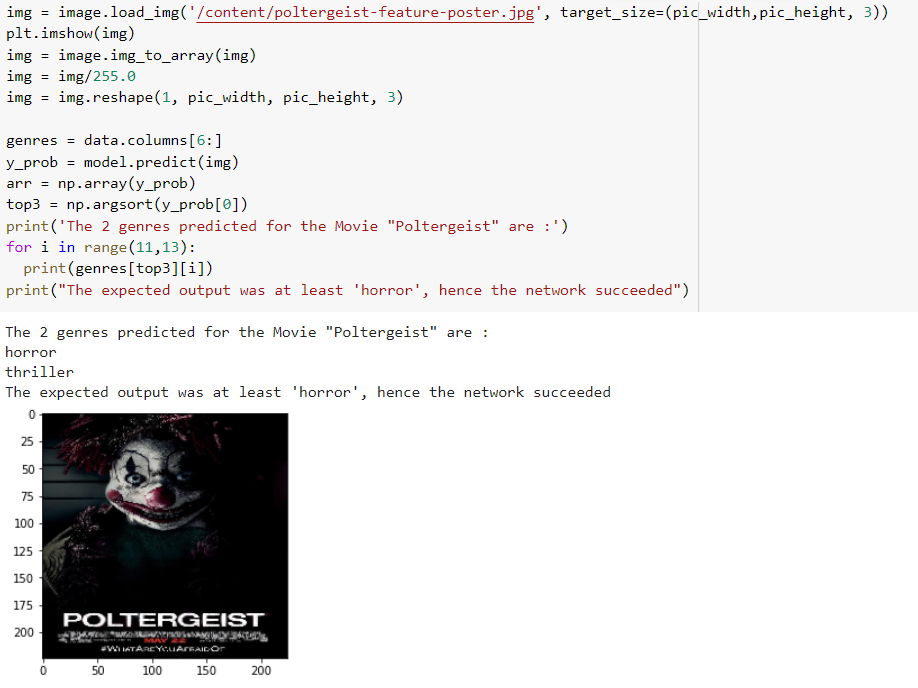 img = image.load_img('/content/poltergeist-feature-poster.jpg', target_size=(pic_width,pic_height, 3))
plt.imshow(img)
img = image.img_to_array(img)
img = img/255.0
img = img.reshape(1, pic_width, pic_height, 3)
genres = data.columns[6:]
y_prob = model.predict(img)
arr = np.array(y_prob)
top3 = np.argsort(y_prob[0])
print('The 2 genres predicted for the Movie "Poltergeist" are :')
for i in range(11,13):
  print(genres[top3][i])
print("The expected output was at least 'horror', hence the network succeeded")
The 2 genres predicted for the Movie "Poltergeist" are :
horror
thriller
The expected output was at least 'horror', hence the network succeeded
0
25
50
75
100
125
150
175
200
POLTERGEIST
MAY 22
#WHATAREYOUAFRAIDOF
0 50 100 150 200